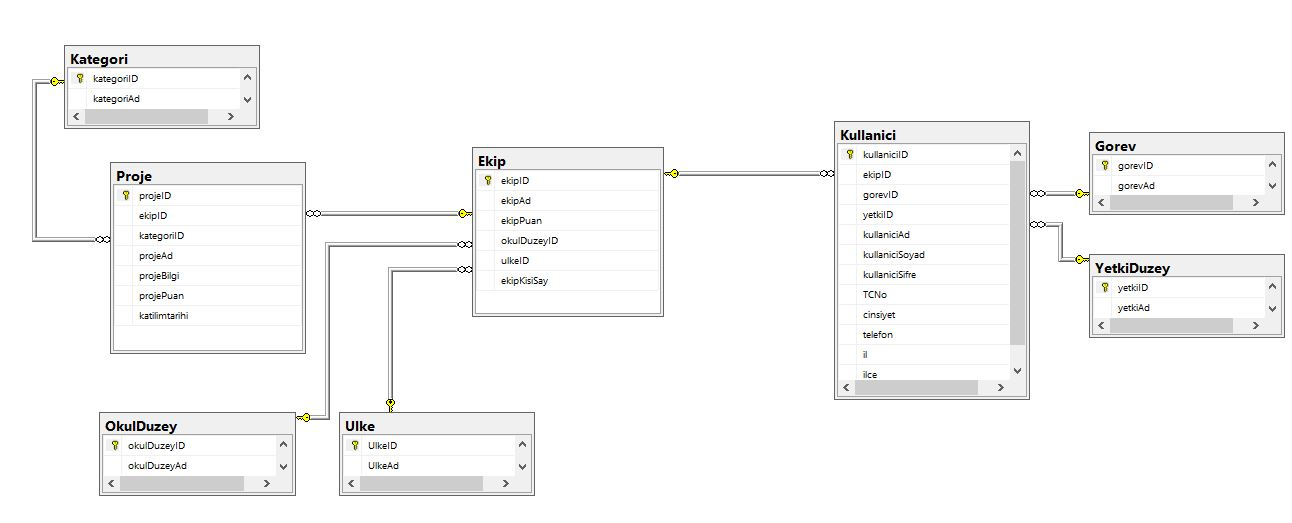 Kategori
kategoriID
kategoriAd
Proje
projeID
ekipID
kategoriID
projeAd
projeBilgi
projePuan
katilimtarihi
Ekip
ekipID
ekipAd
ekipPuan
okulDuzeyID
ulkeID
ekipKisiSay
Kullanici
kullaniciID
ekipID
gorevID
yetkiID
kullaniciAd
kullaniciSoyad
kullaniciSifre
TCNo
cinsiyet
telefon
il
ilce
Gorev
gorevID
gorevAd
YetkiDuzey
yetkiID
yetkiAd
OkulDuzey
okulDuzeyID
okulDuzeyAd
Ulke
UlkeID
UlkeAd